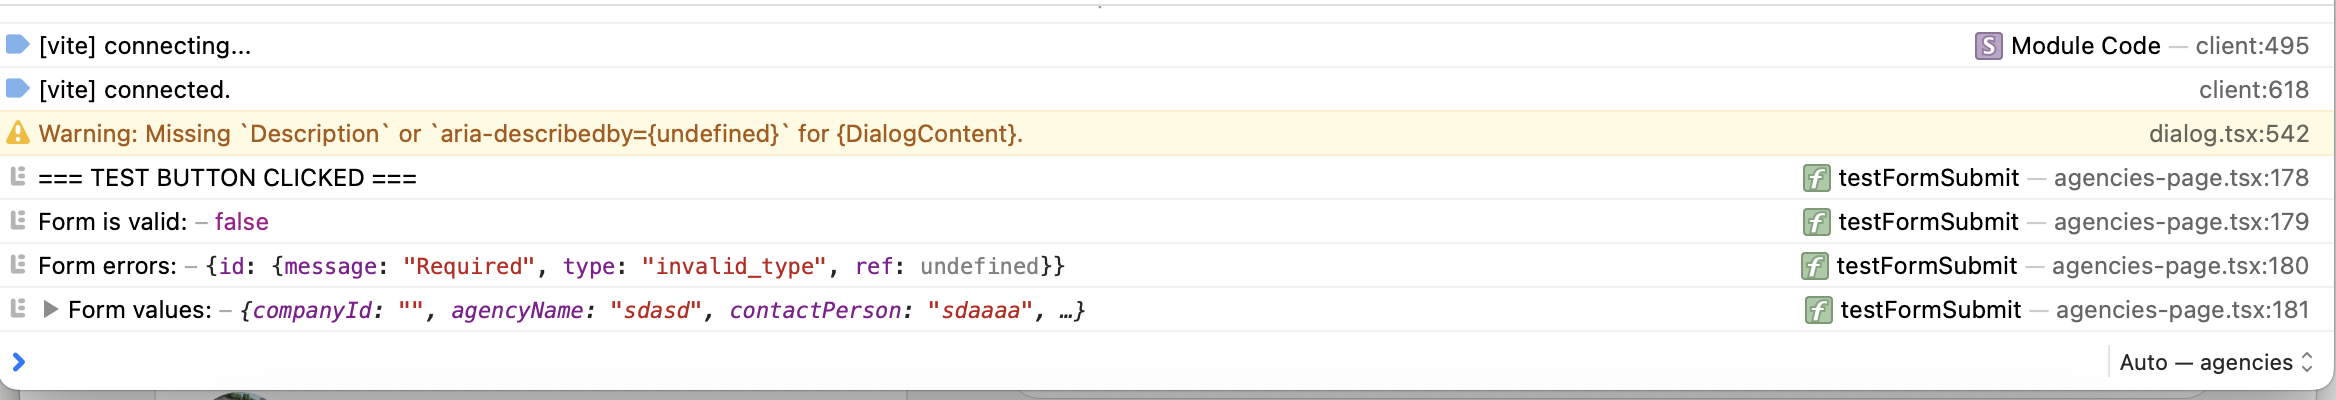 [vite] connecting... S Module Code — client:495
[vite] connected. client:618
Warning: Missing `Description` or `aria-describedby={undefined}` for {DialogContent}. dialog.tsx:542
=== TEST BUTTON CLICKED === f testFormSubmit — agencies-page.tsx:178
Form is valid: – false f testFormSubmit — agencies-page.tsx:179
Form errors: – {id: {message: "Required", type: "invalid_type", ref: undefined}} f testFormSubmit — agencies-page.tsx:180
Form values: – {companyId: "", agencyName: "sdasd", contactPerson: "sdaaaa", …} f testFormSubmit — agencies-page.tsx:181
Auto — agencies